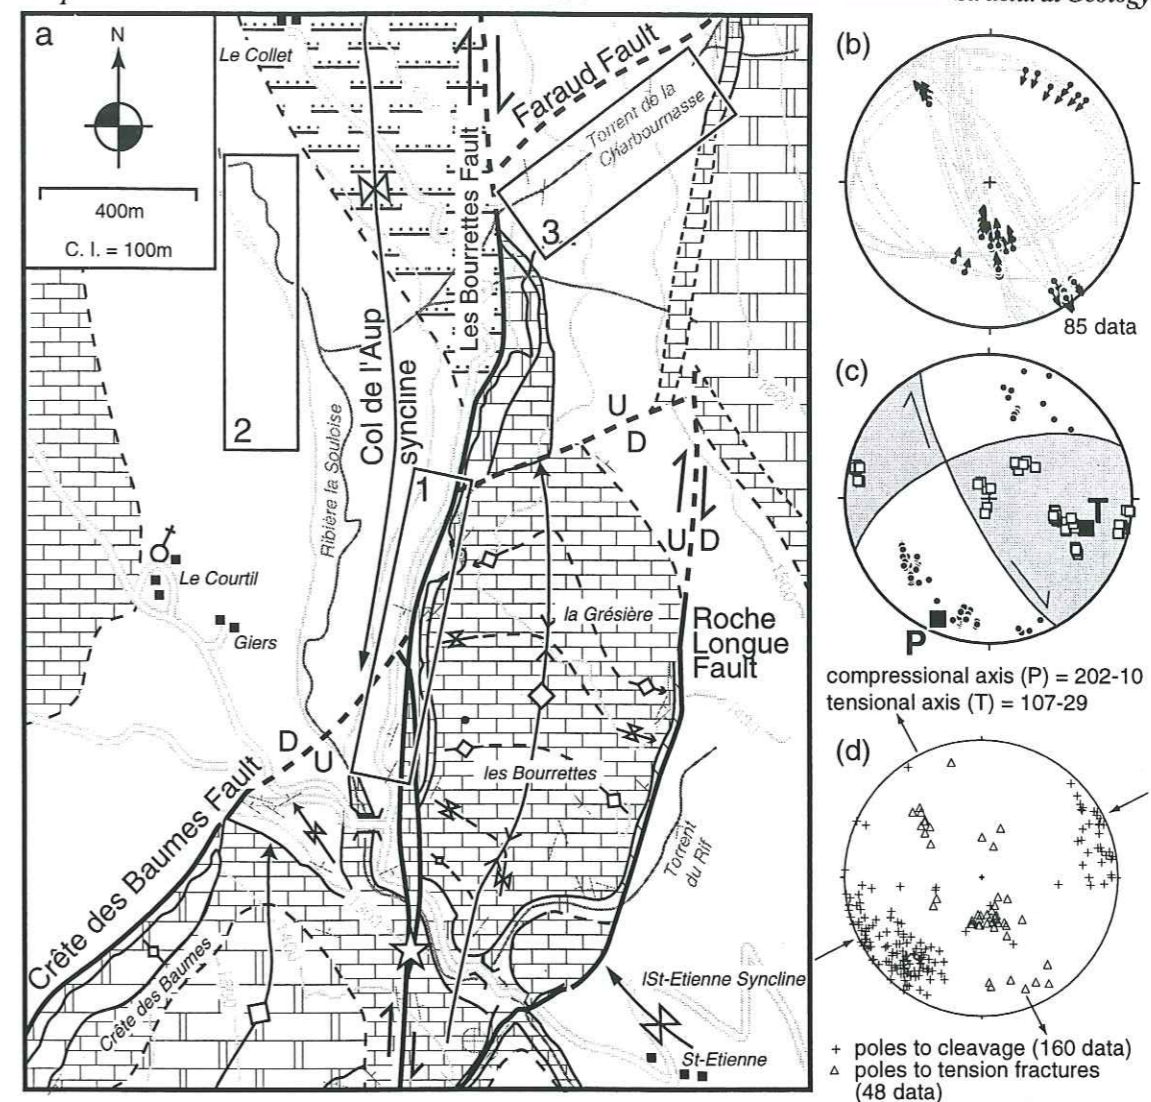 Structural Geology
a
N
400m
C. I. = 100m
Le Collet
Faraud Fault
Torrent de la
Charbournasse
Les Bourrettes Fault
3
2
Col de l'Aup
syncline
Ribière la Souloise
1
U
D
U D
la Grésière
Roche
Longue
Fault
Le Courtil
Giers
D
U
les Bourrettes
Torrent
du Rif
Crête des Baumes Fault
Crête des Baumes
lSt-Etienne Syncline
St-Etienne
(b)
85 data
(c)
T
P
compressional axis (P) = 202-10
tensional axis (T) = 107-29
(d)
+ poles to cleavage (160 data)
△ poles to tension fractures
(48 data)